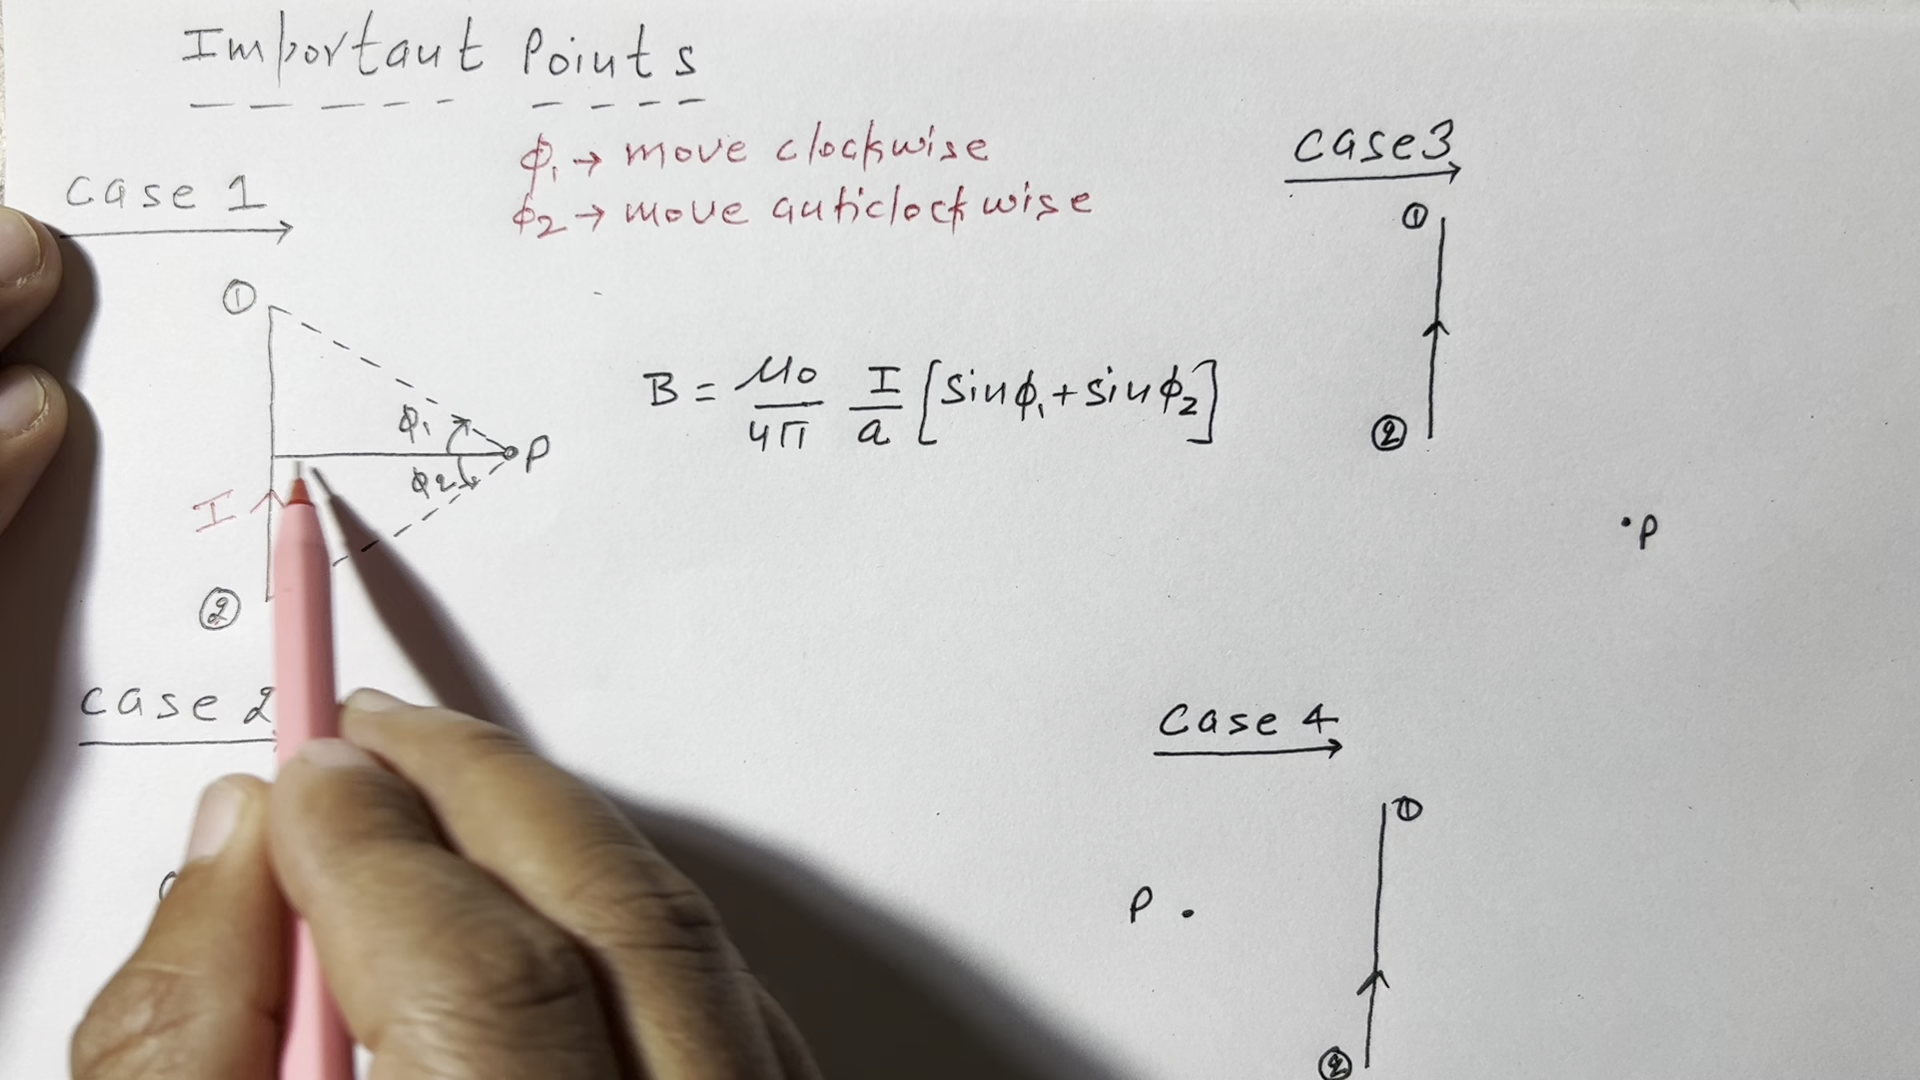 Important Points
ϕ₁ → move clockwise
ϕ2 → move anticlockwise
case 1
①
ϕ₁
P
ϕ2
I
②
B = μ0/4π I/a [sinϕ₁ + sinϕ2]
case 2
case3
①
②
P
Case 4
①
P
②